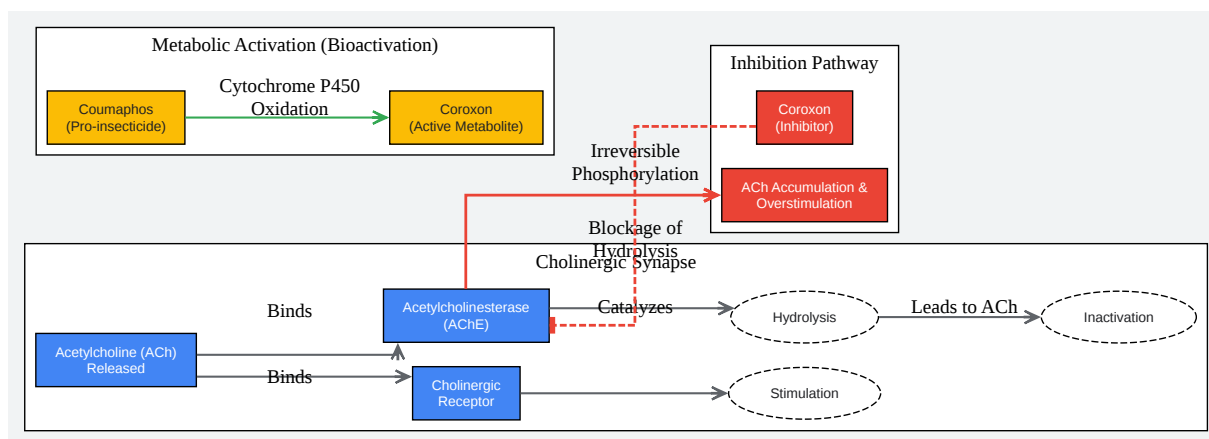 Metabolic Activation (Bioactivation)
Cytochrome P450
Oxidation
Coumaphos
(Pro-insecticide)
Coroxon
(Active Metabolite)
Inhibition Pathway
Coroxon
(Inhibitor)
Irreversible
Phosphorylation
ACh Accumulation &
Overstimulation
Blockage of
Hydrolysis
Cholinergic Synapse
Binds
Acetylcholinesterase
(AChE)
Catalyzes
Hydrolysis
Leads to ACh
Inactivation
Acetylcholine (ACh)
Released
Binds
Cholinergic
Receptor
Stimulation